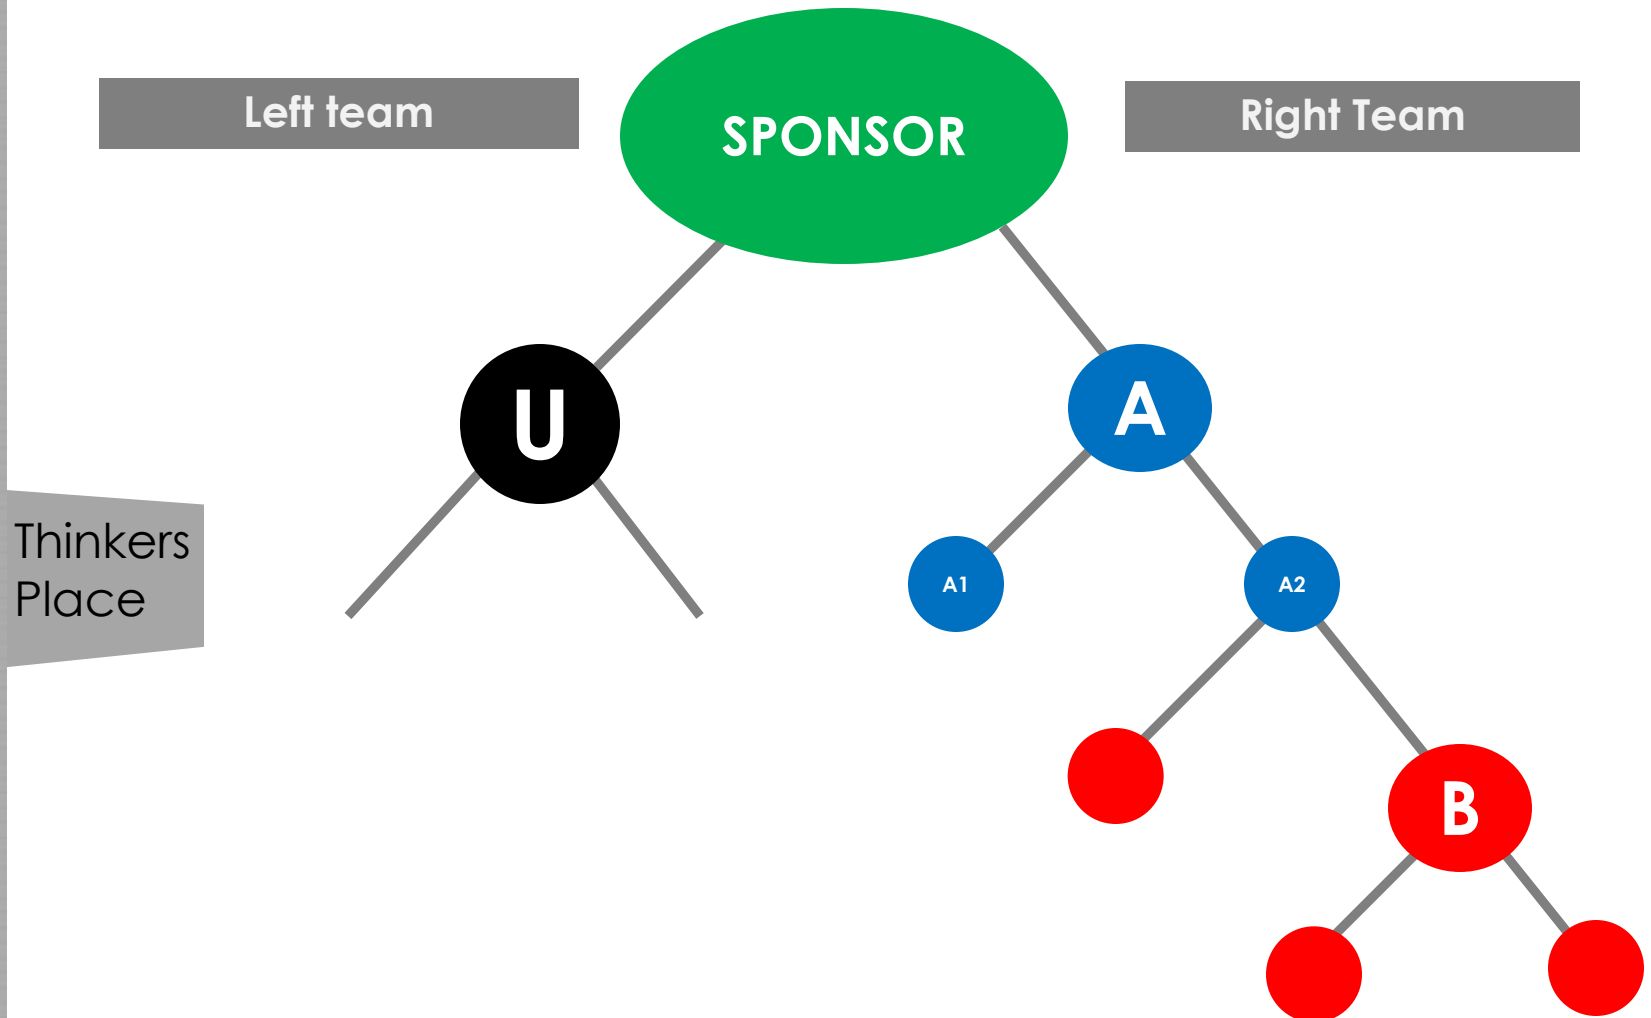 Left team
SPONSOR
Right Team
U
A
Thinkers
Place
A1
A2
B